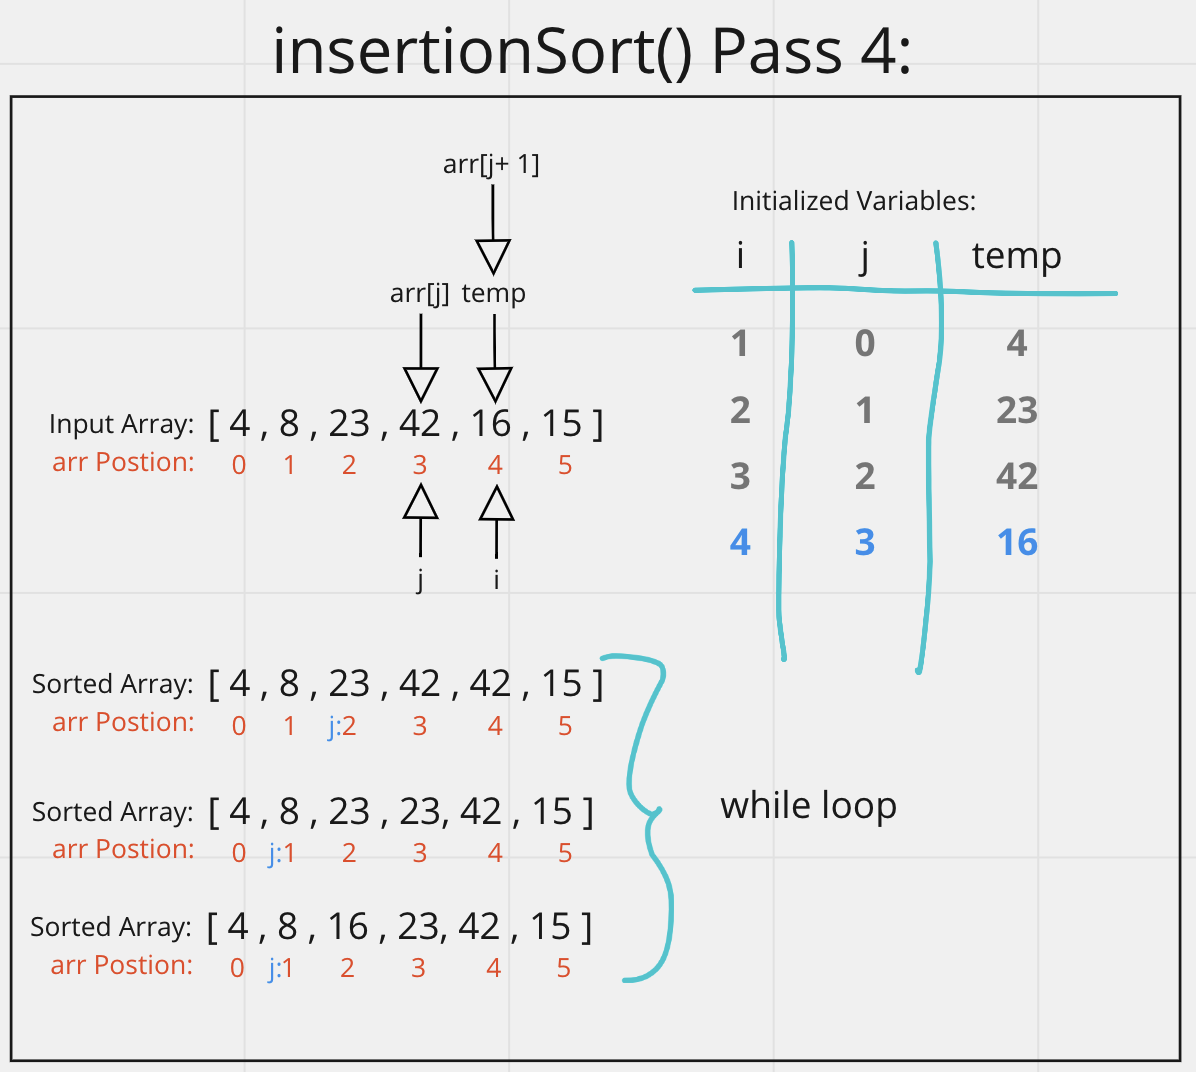 insertionSort() Pass 4:
arr[j+ 1]
arr[j] temp
Input Array: [ 4 , 8 , 23 , 42 , 16 , 15 ]
arr Postion: 0 1 2 3 4 5
j i
Initialized Variables:
i j temp
1 0 4
2 1 23
3 2 42
4 3 16
Sorted Array: [ 4 , 8 , 23 , 42 , 42 , 15 ]
arr Postion: 0 1 j:2 3 4 5
Sorted Array: [ 4 , 8 , 23 , 23, 42 , 15 ]
arr Postion: 0 j:1 2 3 4 5
Sorted Array: [ 4 , 8 , 16 , 23, 42 , 15 ]
arr Postion: 0 j:1 2 3 4 5
while loop